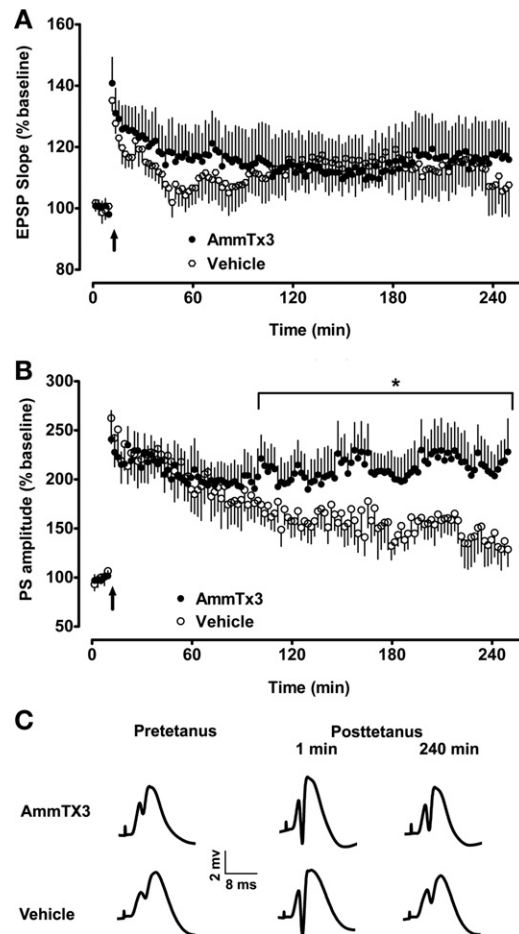 A
160
140
120
100
80
EPSP Slope (% baseline)
AmmTx3
Vehicle
0 60 120 180 240
Time (min)
B
*
300
250
200
150
100
50
PS amplitude (% baseline)
AmmTx3
Vehicle
0 60 120 180 240
Time (min)
C
Pretetanus Posttetanus
1 min 240 min
AmmTX3
2 mv
8 ms
Vehicle